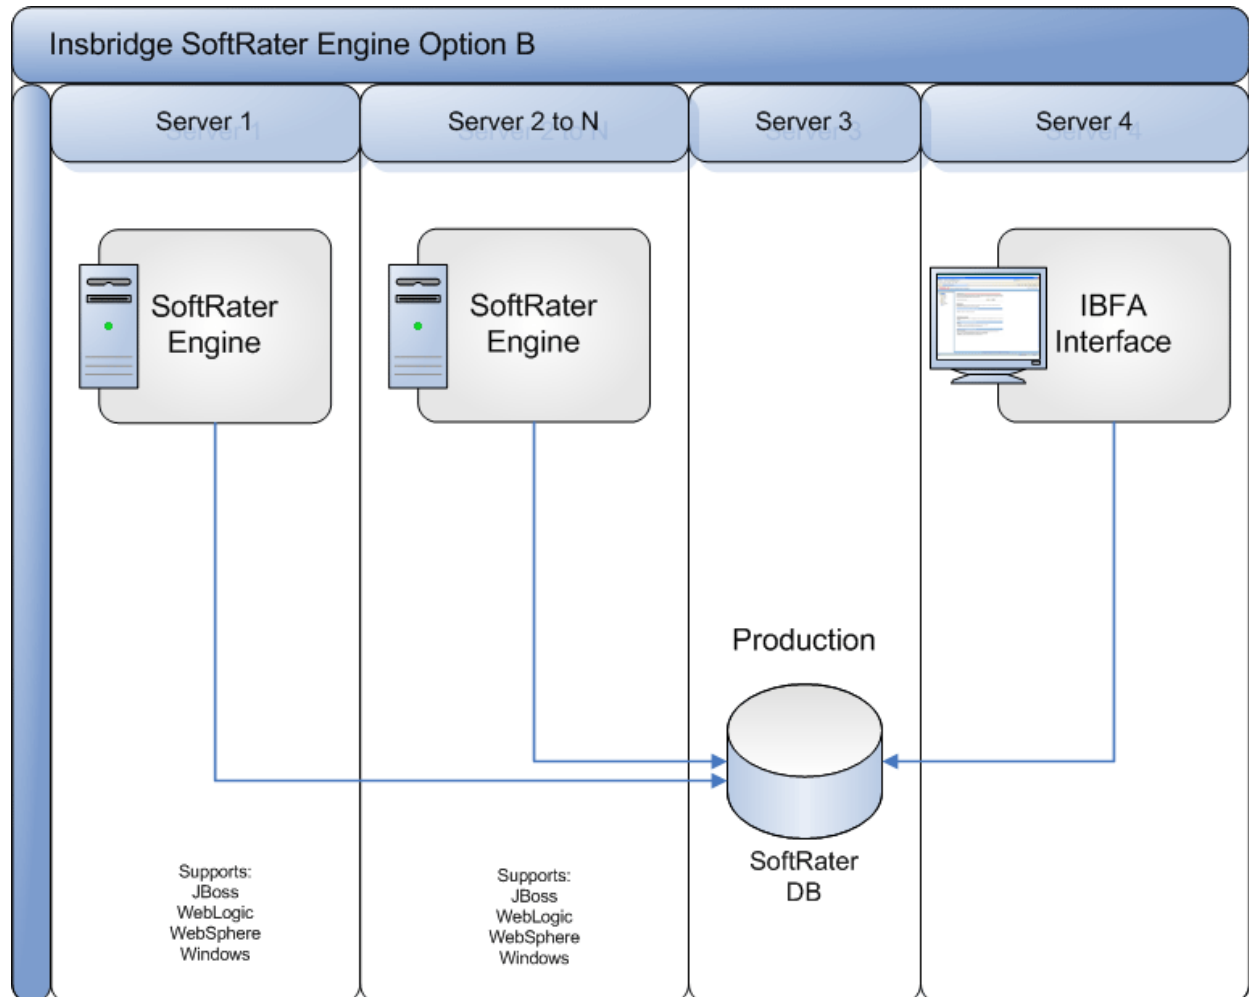 Insbridge SoftRater Engine Option B
Server 1
Server 2 to N
Server 3
Server 4
SoftRater
Engine
SoftRater
Engine
IBFA
Interface
Production
SoftRater
DB
Supports:
JBoss
WebLogic
WebSphere
Windows
Supports:
JBoss
WebLogic
WebSphere
Windows